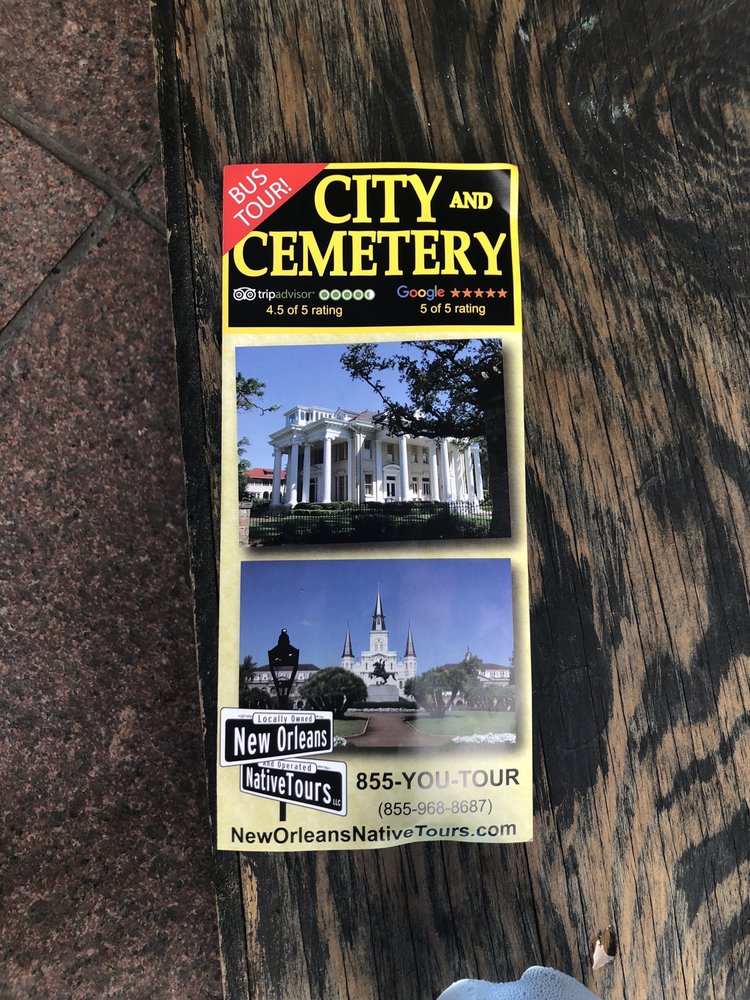 BUS
TOUR!
CITY AND
CEMETERY
tripadvisor
4.5 of 5 rating
Google
5 of 5 rating
Locally Owned
New Orleans
And Operated
NativeTours LLC
855-YOU-TOUR
(855-968-8687)
NewOrleansNativeTours.com